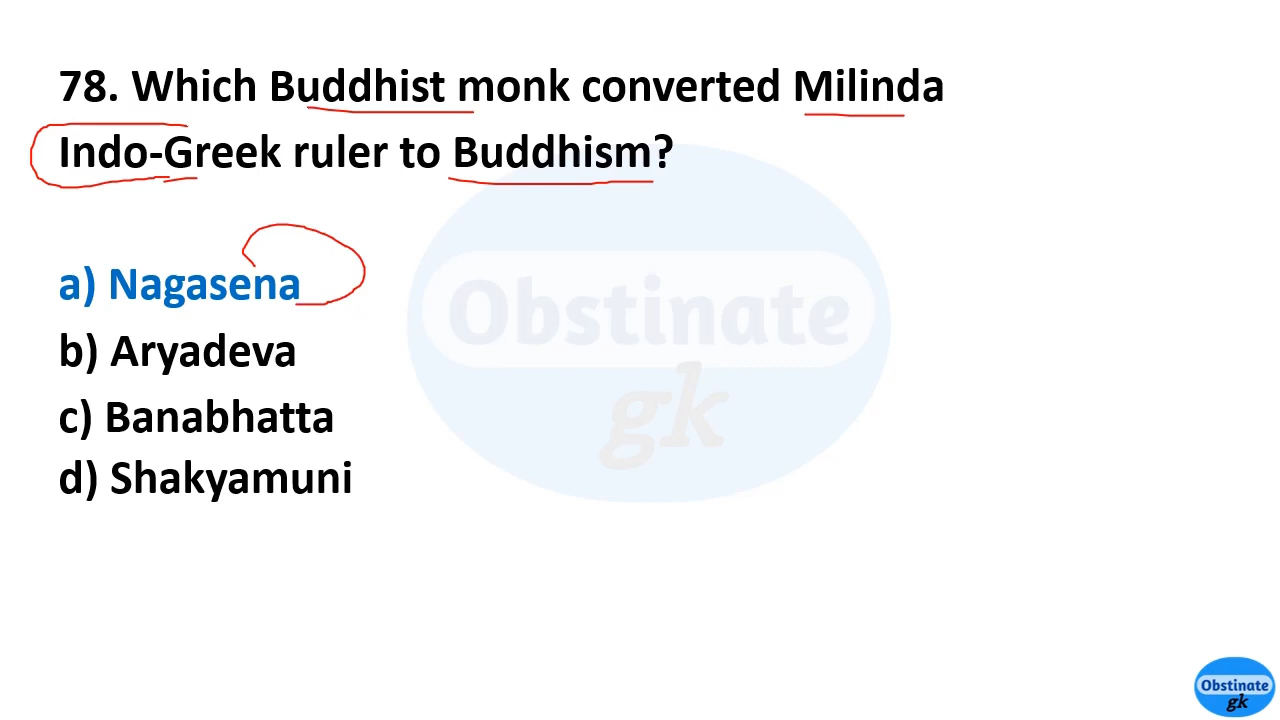 78. Which Buddhist monk converted Milinda
Indo-Greek ruler to Buddhism?
a) Nagasena
b) Aryadeva
c) Banabhatta
d) Shakyamuni
Obstinate
gk
Obstinate
gk